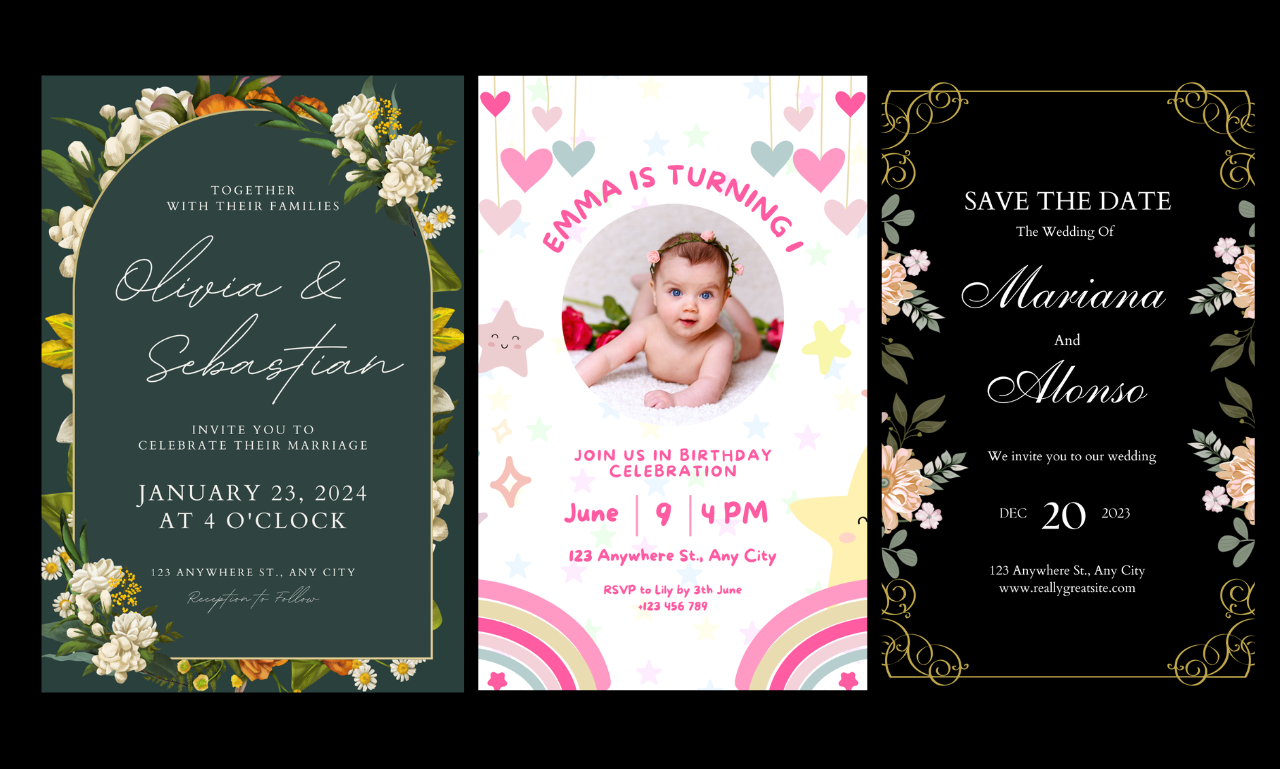 TOGETHER
WITH THEIR FAMILIES
Olivia &
Sebastian
INVITE YOU TO
CELEBRATE THEIR MARRIAGE
JANUARY 23, 2024
AT 4 O'CLOCK
123 ANYWHERE ST., ANY CITY
Reception to Follow
EMMA IS TURNING 1
JOIN US IN BIRTHDAY
CELEBRATION
June 9 4 PM
123 Anywhere St., Any City
RSVP to Lily by 3th June
+123 456 789
SAVE THE DATE
The Wedding Of
Mariana
And
Alonso
We invite you to our wedding
DEC 20 2023
123 Anywhere St., Any City
www.reallygreatsite.com